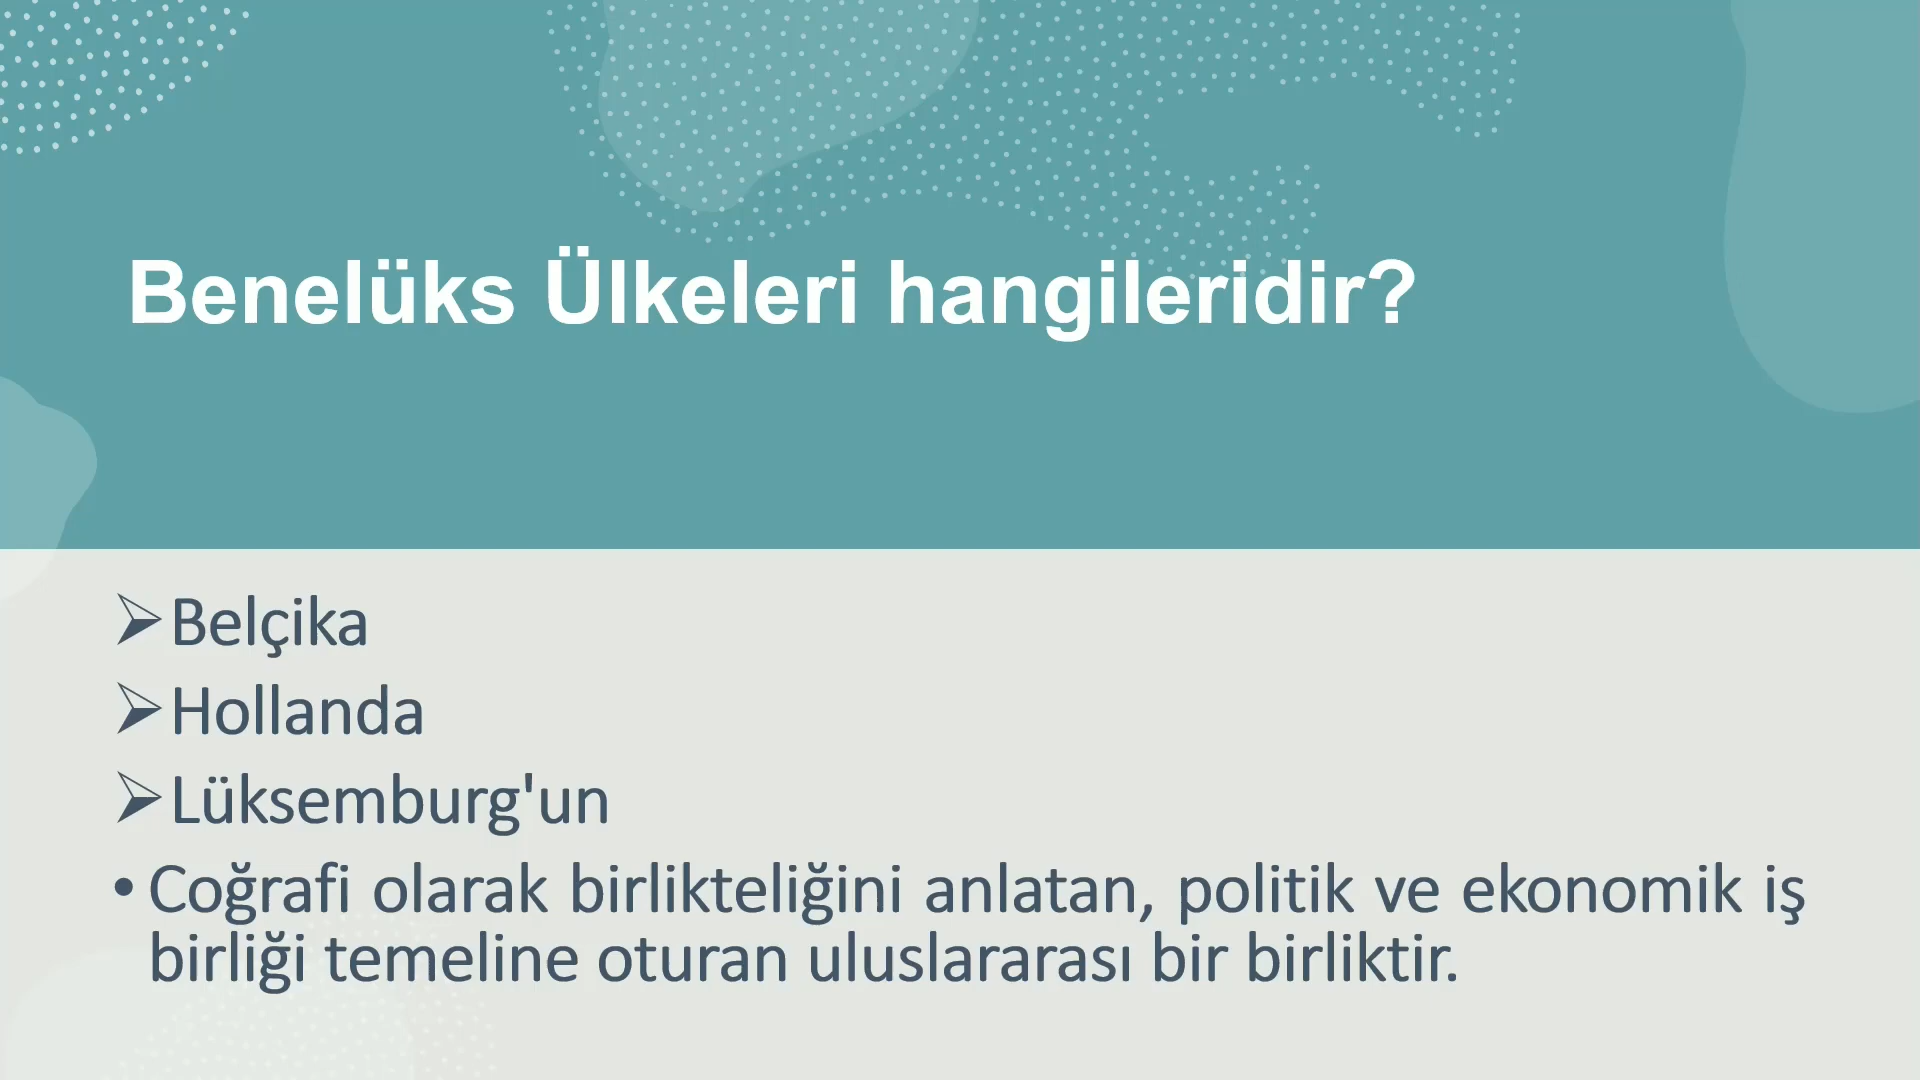 Benelüks Ülkeleri hangileridir?
Belçika
Hollanda
Lüksemburg'un
Coğrafi olarak birlikteliğini anlatan, politik ve ekonomik iş
birliği temeline oturan uluslararası bir birliktir.